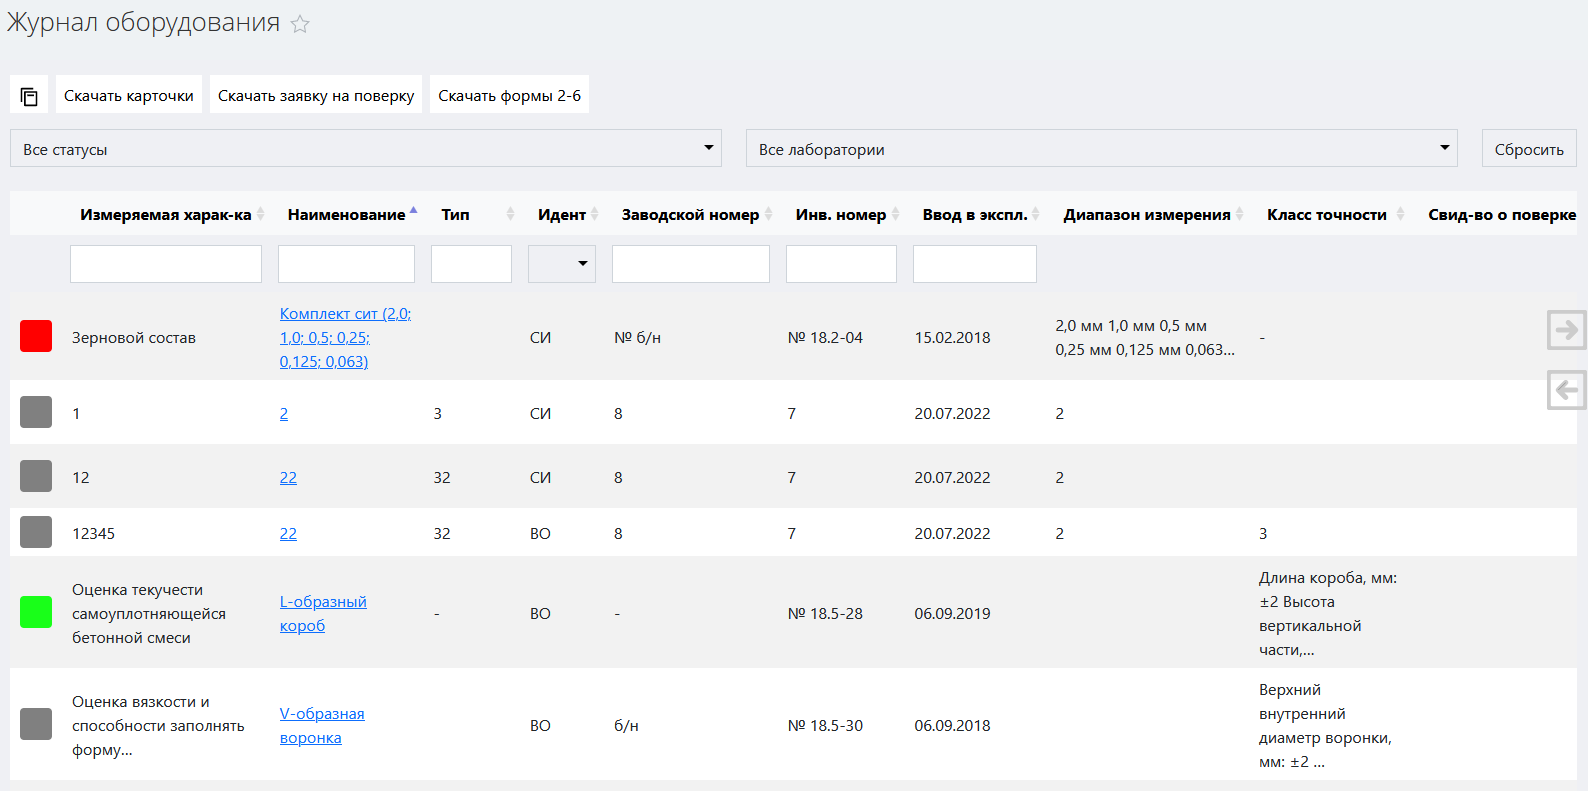 Журнал оборудования
Скачать карточки Скачать заявку на поверку Скачать формы 2-6
Все статусы Все лаборатории Сбросить
Измеряемая харак-ка Наименование Тип Идент Заводской номер Инв. номер Ввод в экспл. Диапазон измерения Класс точности Свид-во о поверке
Зерновой состав
Комплект сит (2,0;
1,0; 0,5; 0,25;
0,125; 0,063)
СИ № б/н № 18.2-04 15.02.2018
2,0 мм 1,0 мм 0,5 мм
0,25 мм 0,125 мм 0,063...
-
1 2 3 СИ 8 7 20.07.2022 2
12 22 32 СИ 8 7 20.07.2022 2
12345 22 32 ВО 8 7 20.07.2022 2 3
Оценка текучести
самоуплотняющейся
бетонной смеси
L-образный
короб
- ВО - № 18.5-28 06.09.2019
Длина короба, мм:
±2 Высота
вертикальной
части,...
Оценка вязкости и
способности заполнять
форму...
V-образная
воронка
ВО б/н № 18.5-30 06.09.2018
Верхний
внутренний
диаметр воронки,
мм: ±2 ...